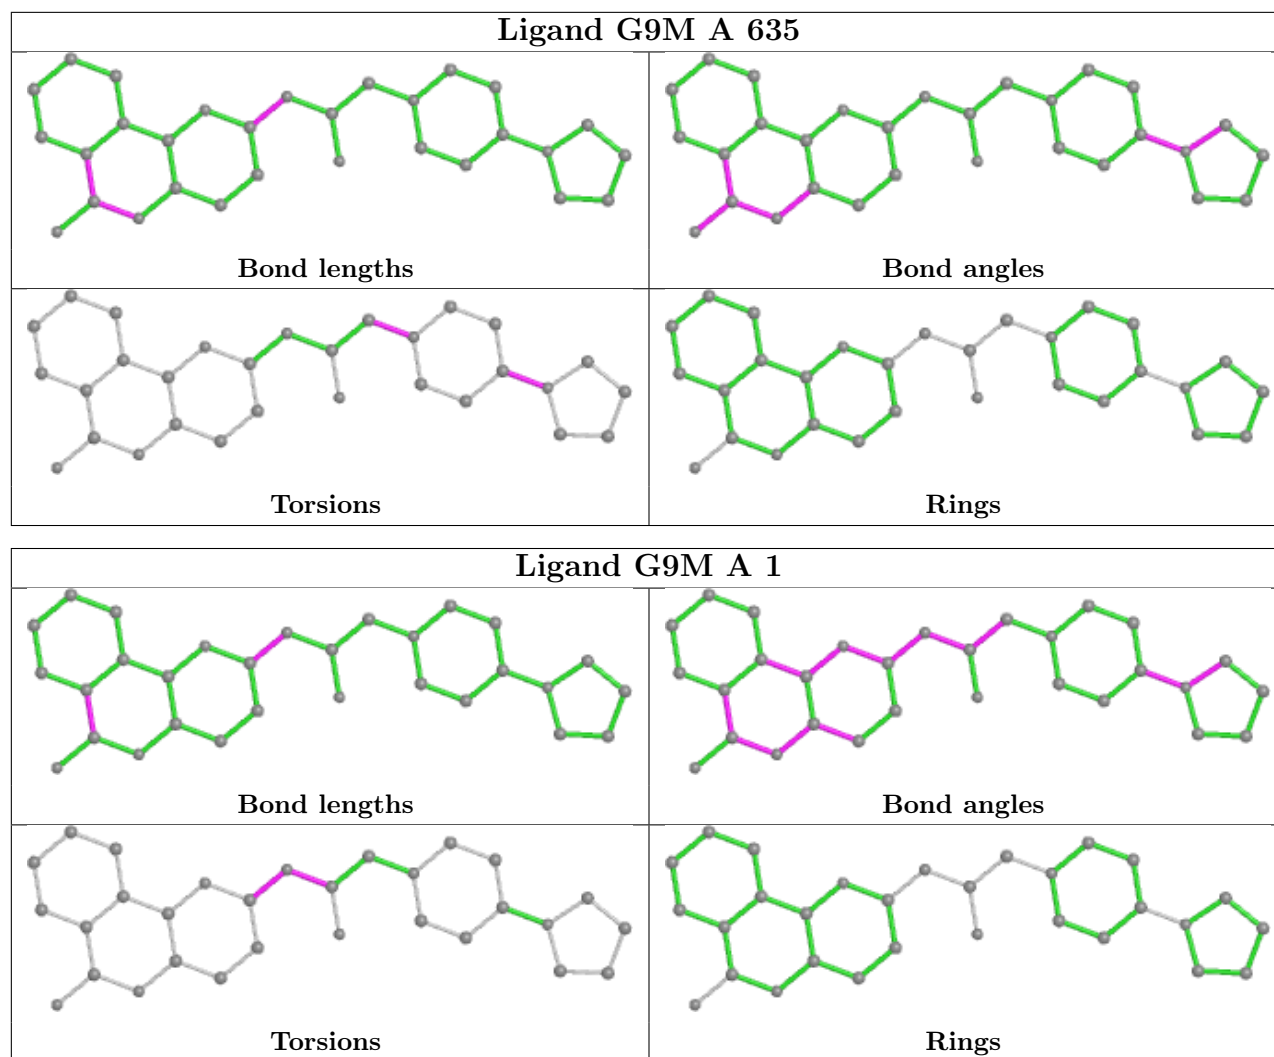 Ligand G9M A 635
Bond lengths
Bond angles
Torsions
Rings
Ligand G9M A 1
Bond lengths
Bond angles
Torsions
Rings